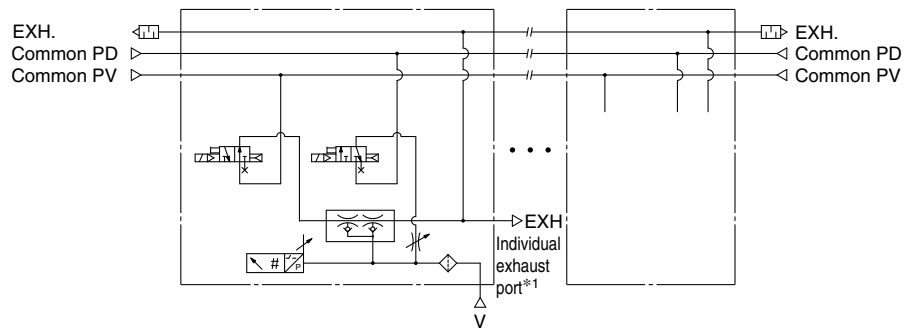 EXH.
Common PD
Common PV
EXH.
Common PD
Common PV
EXH
Individual
exhaust
port*1
#
P
V